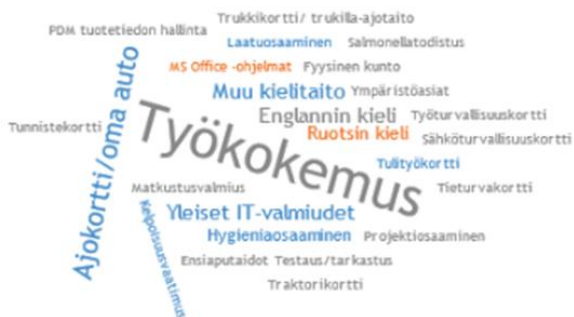 Trukkikortti/ trukilla-ajotaito
PDM tuotetiedon hallinta
Laatuosaaminen Salmonellatodistus
MS Office -ohjelmat Fyysinen kunto
Muu kielitaito Ympäristöasiat
Englannin kieli Työturvallisuuskortti
Tunnistekortti
Ajokortti/oma auto
Työkokemus
Ruotsin kieli Sähköturvallisuuskortti
Tulityökortti
Matkustusvalmius Tieturvakortti
Kelpoisuusvaatimus
Yleiset IT-valmiudet
Hygieniaosaaminen Projektiosaaminen
Ensiaputaidot Testaus/tarkastus
Traktorikortti